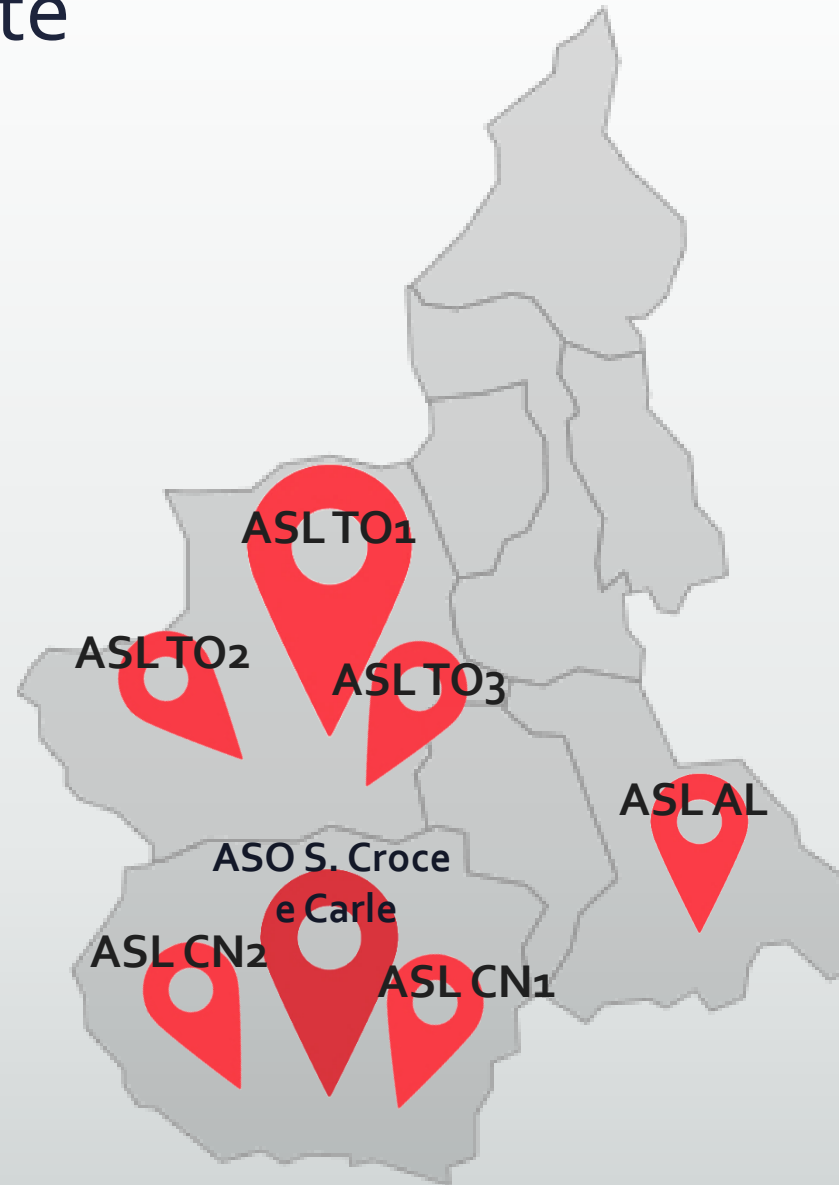 te
ASL TO1
ASL TO2
ASL TO3
ASL AL
ASO S. Croce
e Carle
ASL CN2
ASL CN1